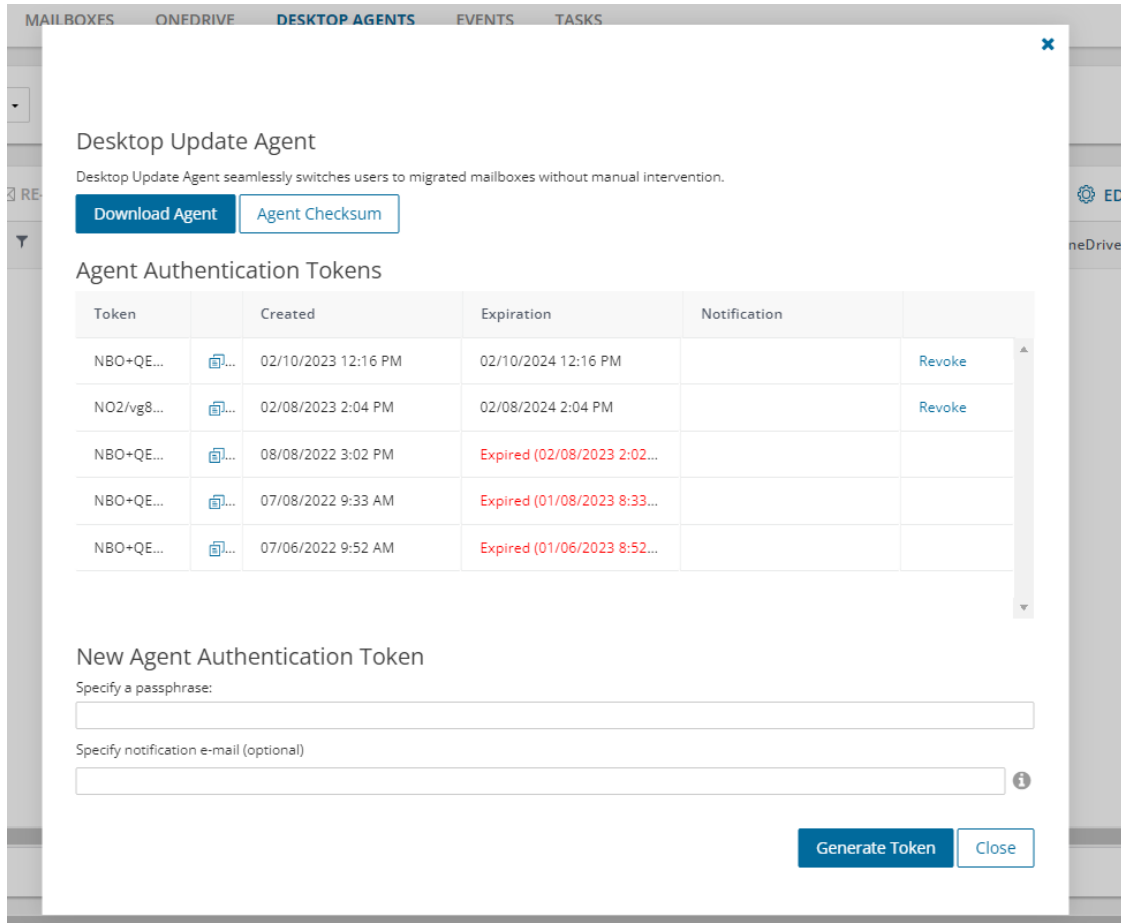 MAILBOXES ONEDRIVE DESKTOP AGENTS EVENTS TASKS
Desktop Update Agent
Desktop Update Agent seamlessly switches users to migrated mailboxes without manual intervention.
RE-
ED
Download Agent Agent Checksum
neDrive
Agent Authentication Tokens
Token Created Expiration Notification
NBO+QE... ... 02/10/2023 12:16 PM 02/10/2024 12:16 PM Revoke
NO2/vg8... ... 02/08/2023 2:04 PM 02/08/2024 2:04 PM Revoke
NBO+QE... ... 08/08/2022 3:02 PM Expired (02/08/2023 2:02...
NBO+QE... ... 07/08/2022 9:33 AM Expired (01/08/2023 8:33...
NBO+QE... ... 07/06/2022 9:52 AM Expired (01/06/2023 8:52...
New Agent Authentication Token
Specify a passphrase:
Specify notification e-mail (optional)
Generate Token Close